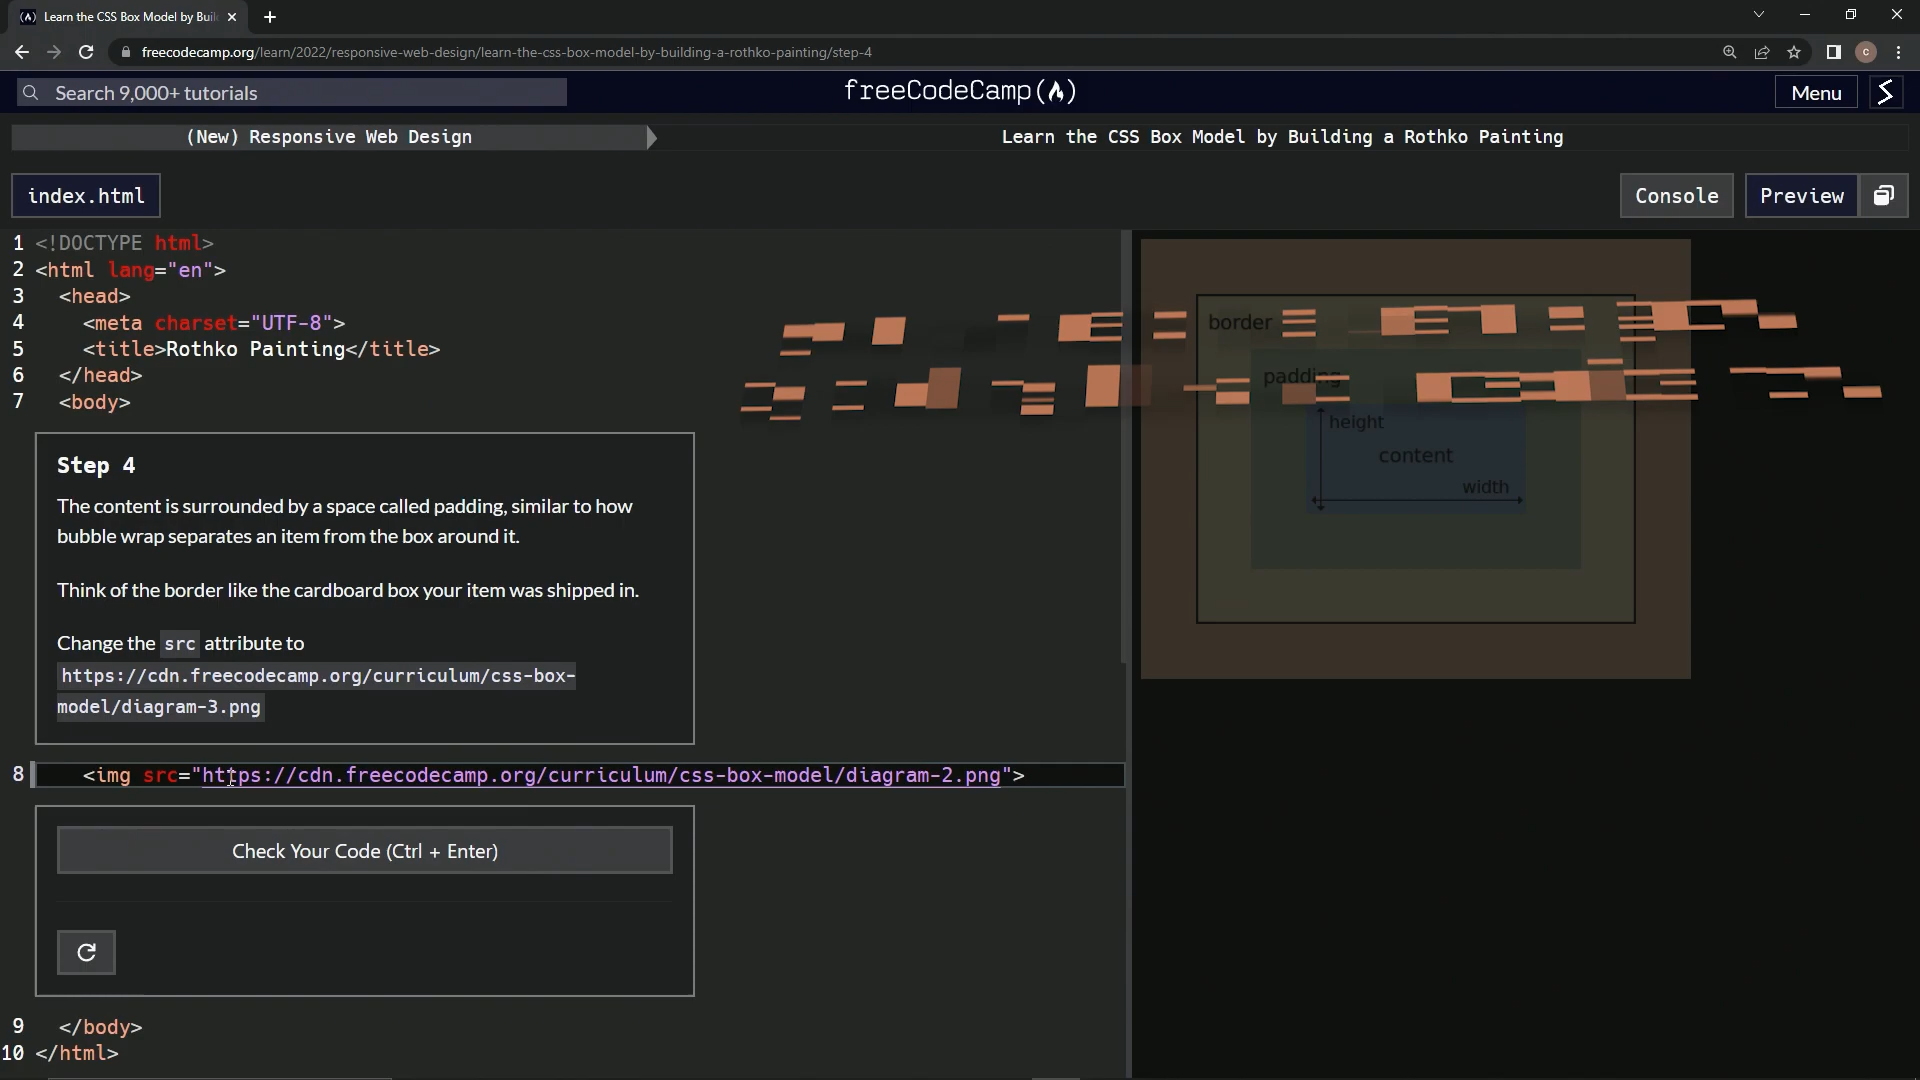 Learn the CSS Box Model by Buil
freecodecamp.org/learn/2022/responsive-web-design/learn-the-css-box-model-by-building-a-rothko-painting/step-4
c
Search 9,000+ tutorials
freeCodeCamp
Menu
(New) Responsive Web Design
Learn the CSS Box Model by Building a Rothko Painting
index.html
Console
Preview
1 <!DOCTYPE html>
2 <html lang="en">
3 <head>
4 <meta charset="UTF-8">
5 <title>Rothko Painting</title>
6 </head>
7 <body>
Step 4
The content is surrounded by a space called padding, similar to how
bubble wrap separates an item from the box around it.
Think of the border like the cardboard box your item was shipped in.
Change the src attribute to
https://cdn.freecodecamp.org/curriculum/css-box-
model/diagram-3.png
8 <img src="https://cdn.freecodecamp.org/curriculum/css-box-model/diagram-2.png">
Check Your Code (Ctrl + Enter)
9 </body>
10 </html>
border
padding
height
content
width